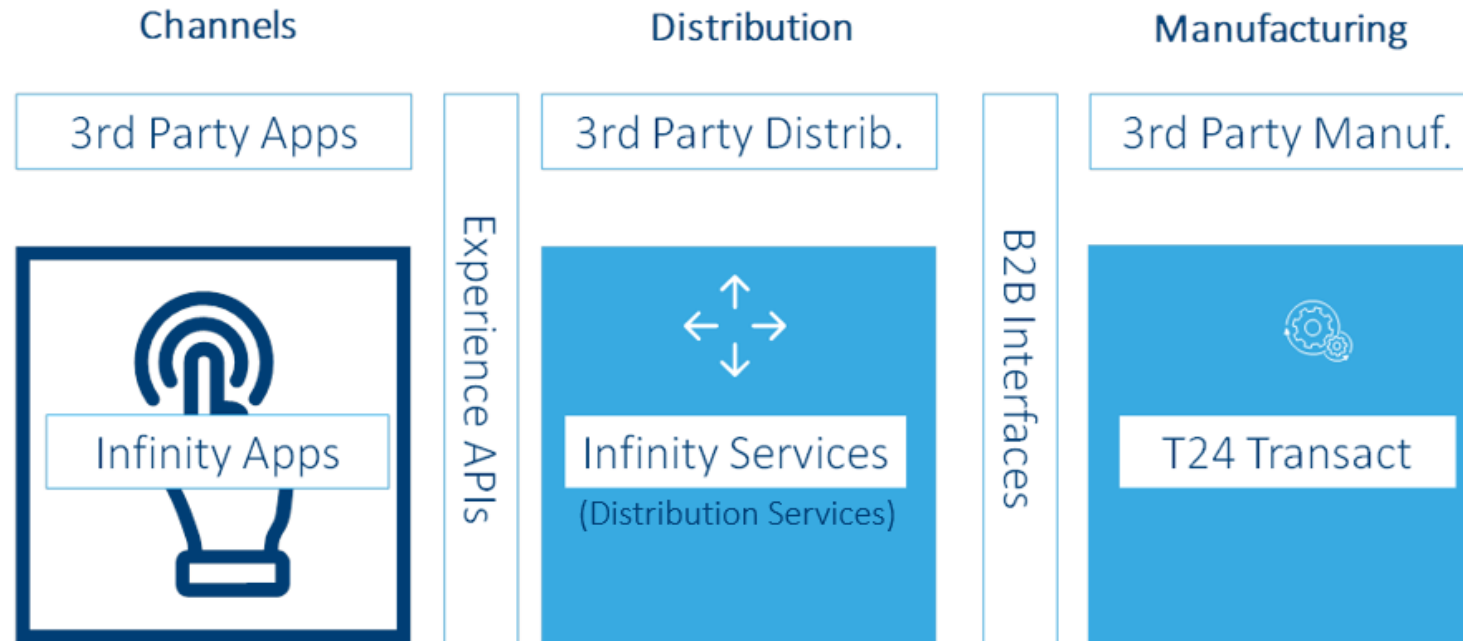 Channels
Distribution
Manufacturing
3rd Party Apps
3rd Party Distrib.
3rd Party Manuf.
Experience APIs
B2B Interfaces
Infinity Apps
Infinity Services
(Distribution Services)
T24 Transact